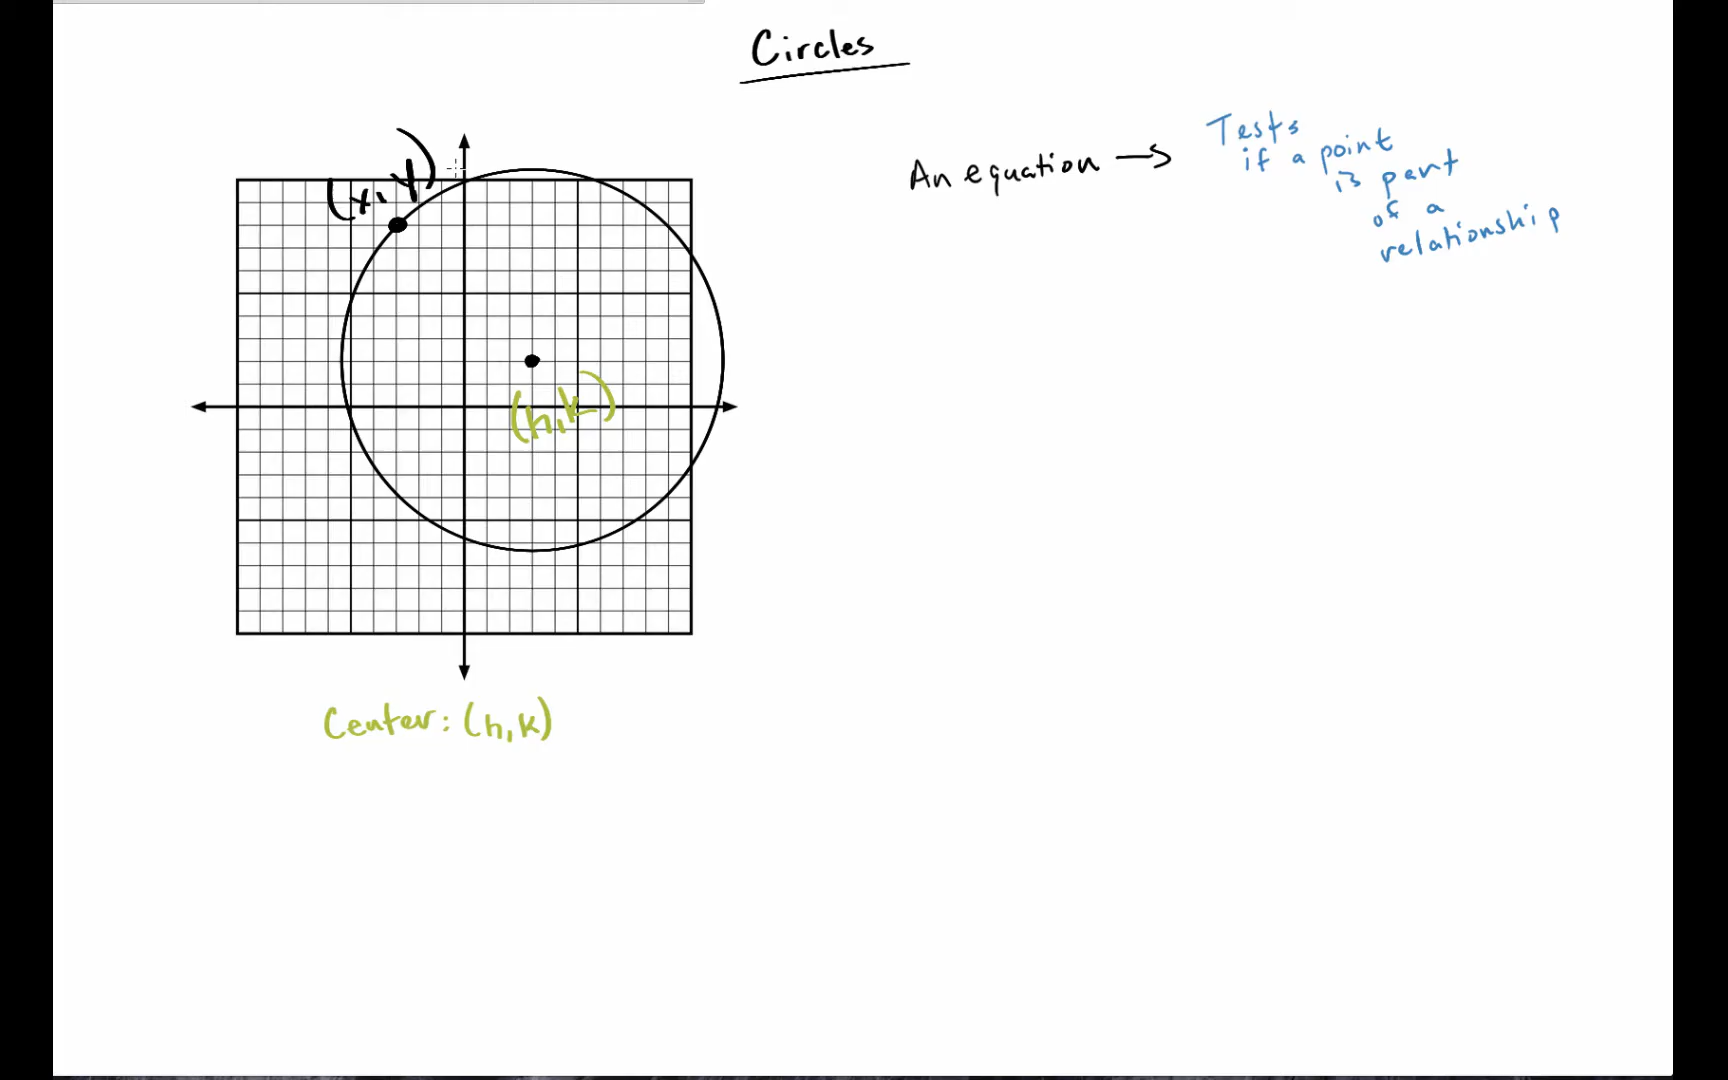 Circles
An equation →
Tests
if a point
is part
of a
relationship
(x, y)
(h, k)
Center: (h, k)